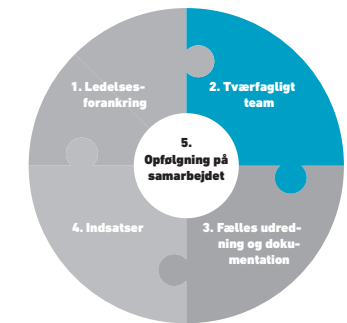 1. Ledelses-
forankring
2. Tværfagligt
team
5.
Opfølgning på
samarbejdet
4. Indsatser
3. Fælles udred-
ning og doku-
mentation